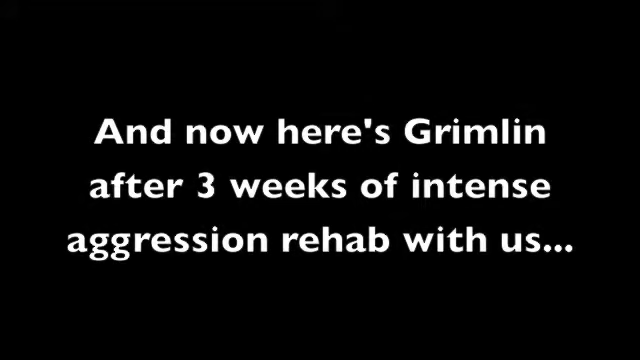 And now here's Grimlin
after 3 weeks of intense
aggression rehab with us...